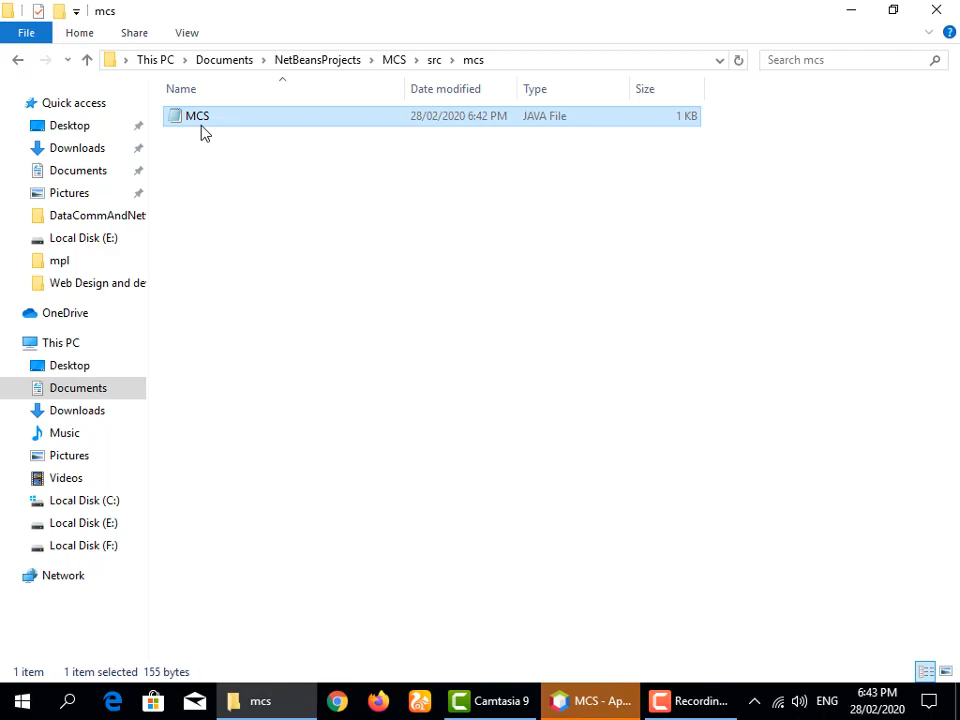 mcs
File Home Share View
This PC Documents NetBeansProjects MCS src mcs
Search mcs
Name Date modified Type Size
MCS 28/02/2020 6:42 PM JAVA File 1 KB
Quick access
Desktop
Downloads
Documents
Pictures
DataCommAndNet
Local Disk (E:)
mpl
Web Design and de
OneDrive
This PC
Desktop
Documents
Downloads
Music
Pictures
Videos
Local Disk (C:)
Local Disk (E:)
Local Disk (F:)
Network
1 item 1 item selected 155 bytes
mcs
Camtasia 9
MCS - Ap...
Recordin...
ENG
6:43 PM
28/02/2020